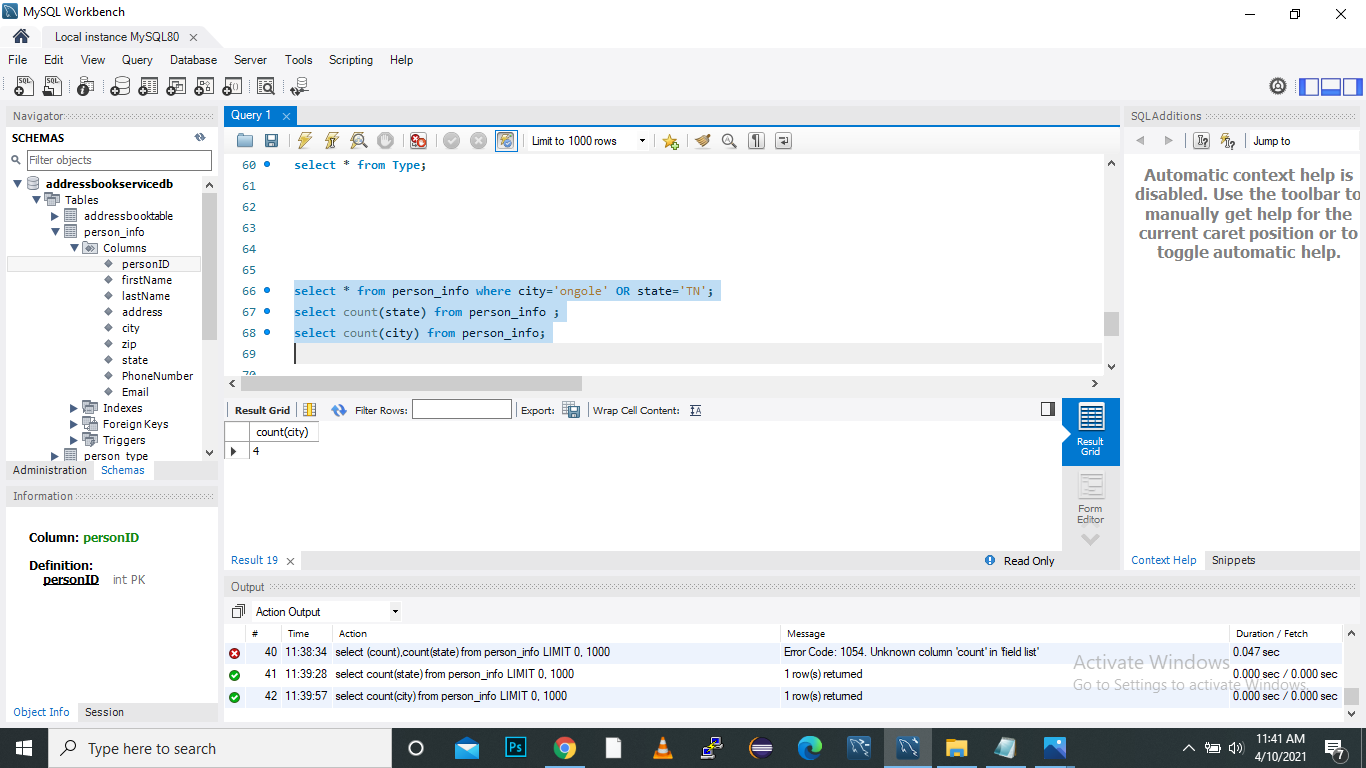 MySQL Workbench
Local instance MySQL80
File Edit View Query Database Server Tools Scripting Help
Navigator
SCHEMAS
Filter objects
addressbookservicedb
Tables
addressbooktable
person_info
Columns
personID
firstName
lastName
address
city
zip
state
PhoneNumber
Email
Indexes
Foreign Keys
Triggers
person_type
Administration Schemas
Information
Column: personID
Definition:
personID int PK
Object Info Session
Query 1
Limit to 1000 rows
60 select * from Type;
61
62
63
64
65
66 select * from person_info where city='ongole' OR state='TN';
67 select count(state) from person_info ;
68 select count(city) from person_info;
69
70
Result Grid Filter Rows: Export: Wrap Cell Content:
count(city)
4
Result Grid
Form Editor
Result 19
Read Only
Output
Action Output
# Time Action Message Duration / Fetch
40 11:38:34 select (count),count(state) from person_info LIMIT 0, 1000 Error Code: 1054. Unknown column 'count' in 'field list' 0.047 sec
41 11:39:28 select count(state) from person_info LIMIT 0, 1000 1 row(s) returned 0.000 sec / 0.000 sec
42 11:39:57 select count(city) from person_info LIMIT 0, 1000 1 row(s) returned 0.000 sec / 0.000 sec
SQLAdditions
Jump to
Automatic context help is
disabled. Use the toolbar to
manually get help for the
current caret position or to
toggle automatic help.
Context Help Snippets
Activate Windows
Go to Settings to activate Windows.
Type here to search
Ps
11:41 AM
4/10/2021
7